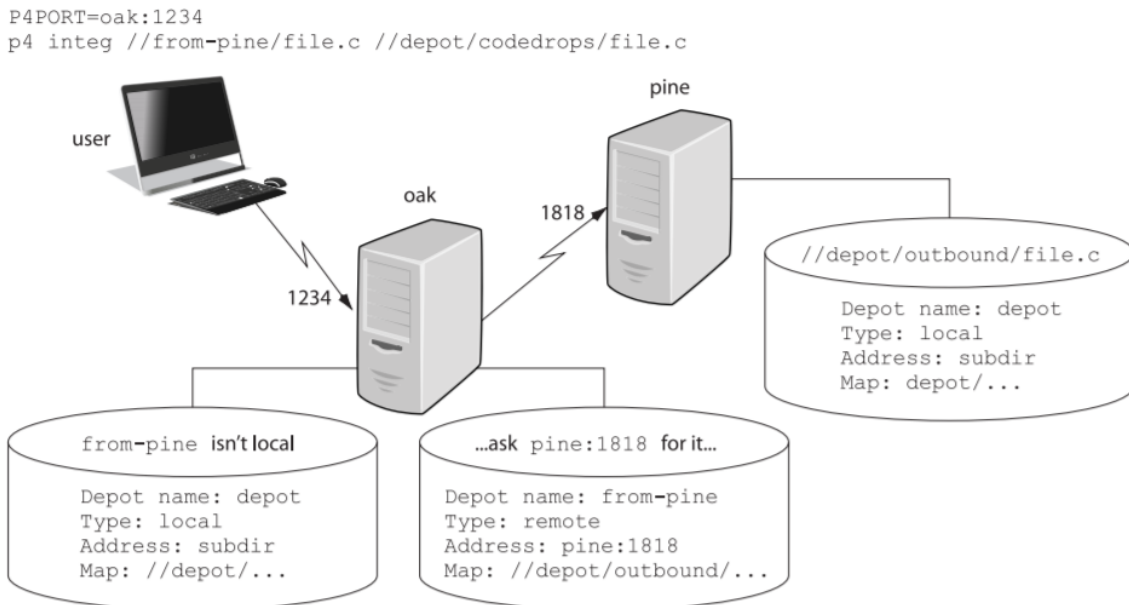 P4PORT=oak:1234
p4 integ //from-pine/file.c //depot/codedrops/file.c
user
oak
pine
1234
1818
from-pine isn't local
Depot name: depot
Type: local
Address: subdir
Map: //depot/...
...ask pine:1818 for it...
Depot name: from-pine
Type: remote
Address: pine:1818
Map: //depot/outbound/...
//depot/outbound/file.c
Depot name: depot
Type: local
Address: subdir
Map: depot/...